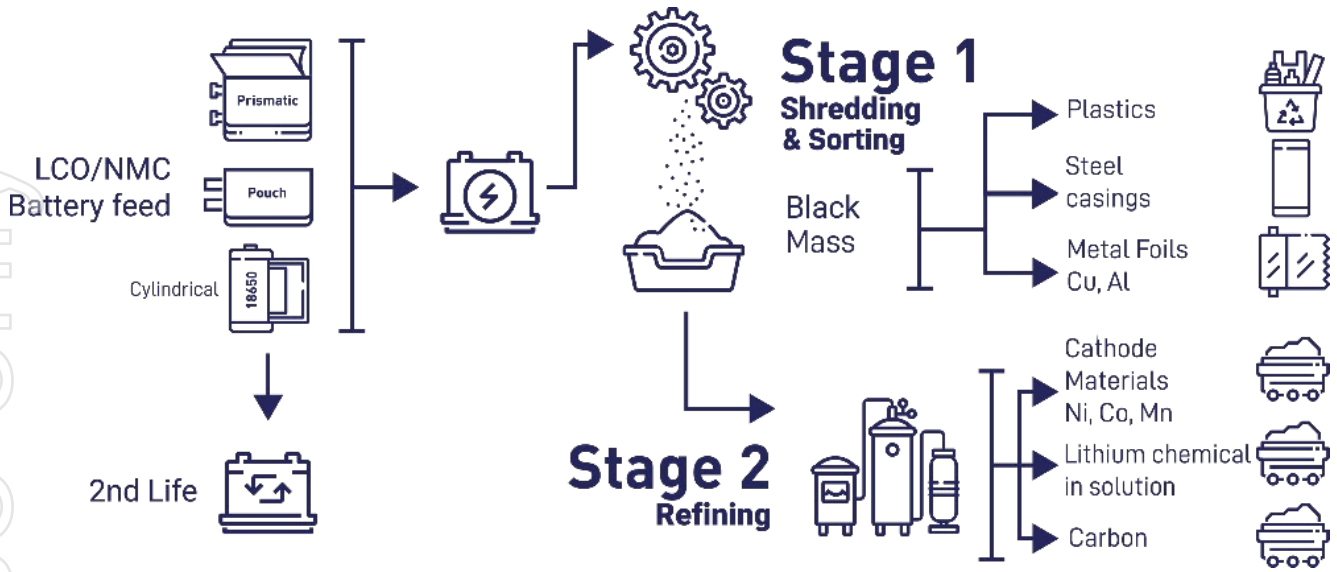 Prismatic
LCO/NMC
Battery feed
Pouch
Cylindrical
18650
2nd Life
Stage 1
Shredding
& Sorting
Black
Mass
Plastics
Steel
casings
Metal Foils
Cu, Al
Stage 2
Refining
Cathode
Materials
Ni, Co, Mn
Lithium chemical
in solution
Carbon